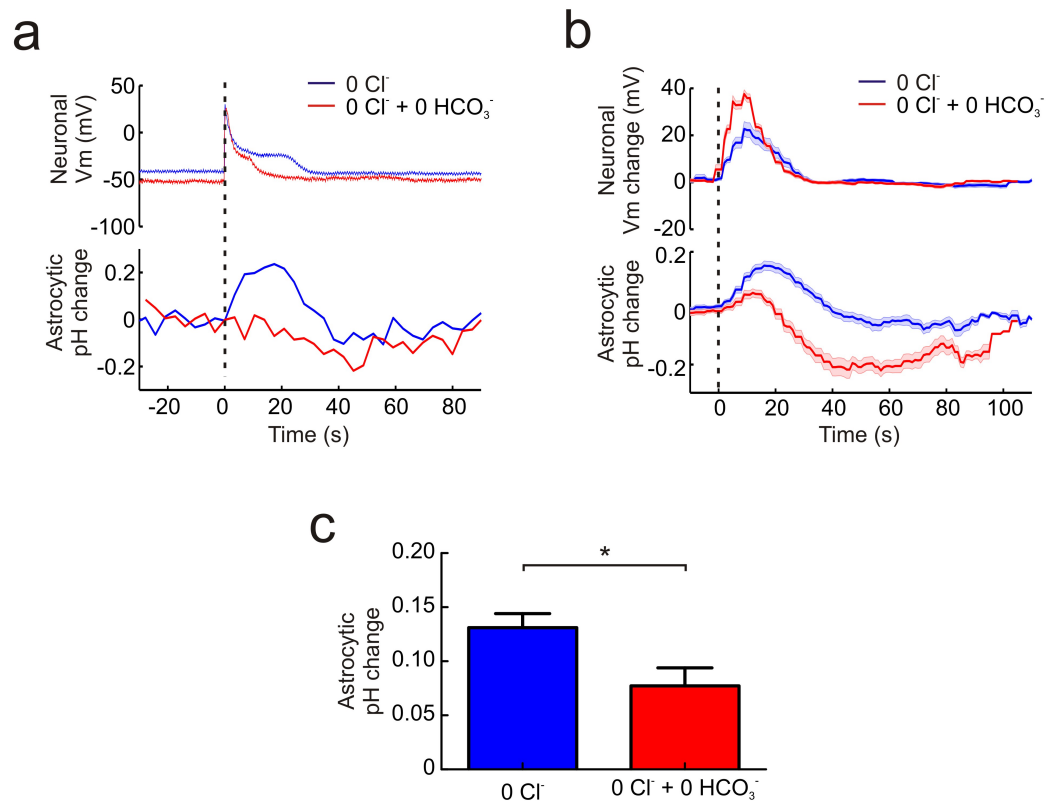 a
0 Cl⁻
0 Cl⁻ + 0 HCO₃⁻
Neuronal
Vm (mV)
50
0
-50
-100
Astrocytic
pH change
0.2
0
-0.2
-20 0 20 40 60 80
Time (s)
b
0 Cl⁻
0 Cl⁻ + 0 HCO₃⁻
Neuronal
Vm change (mV)
40
20
0
-20
Astrocytic
pH change
0.2
0
-0.2
0 20 40 60 80 100
Time (s)
c
Astrocytic
pH change
0.20
0.15
0.10
0.05
0
*
0 Cl⁻ 0 Cl⁻ + 0 HCO₃⁻